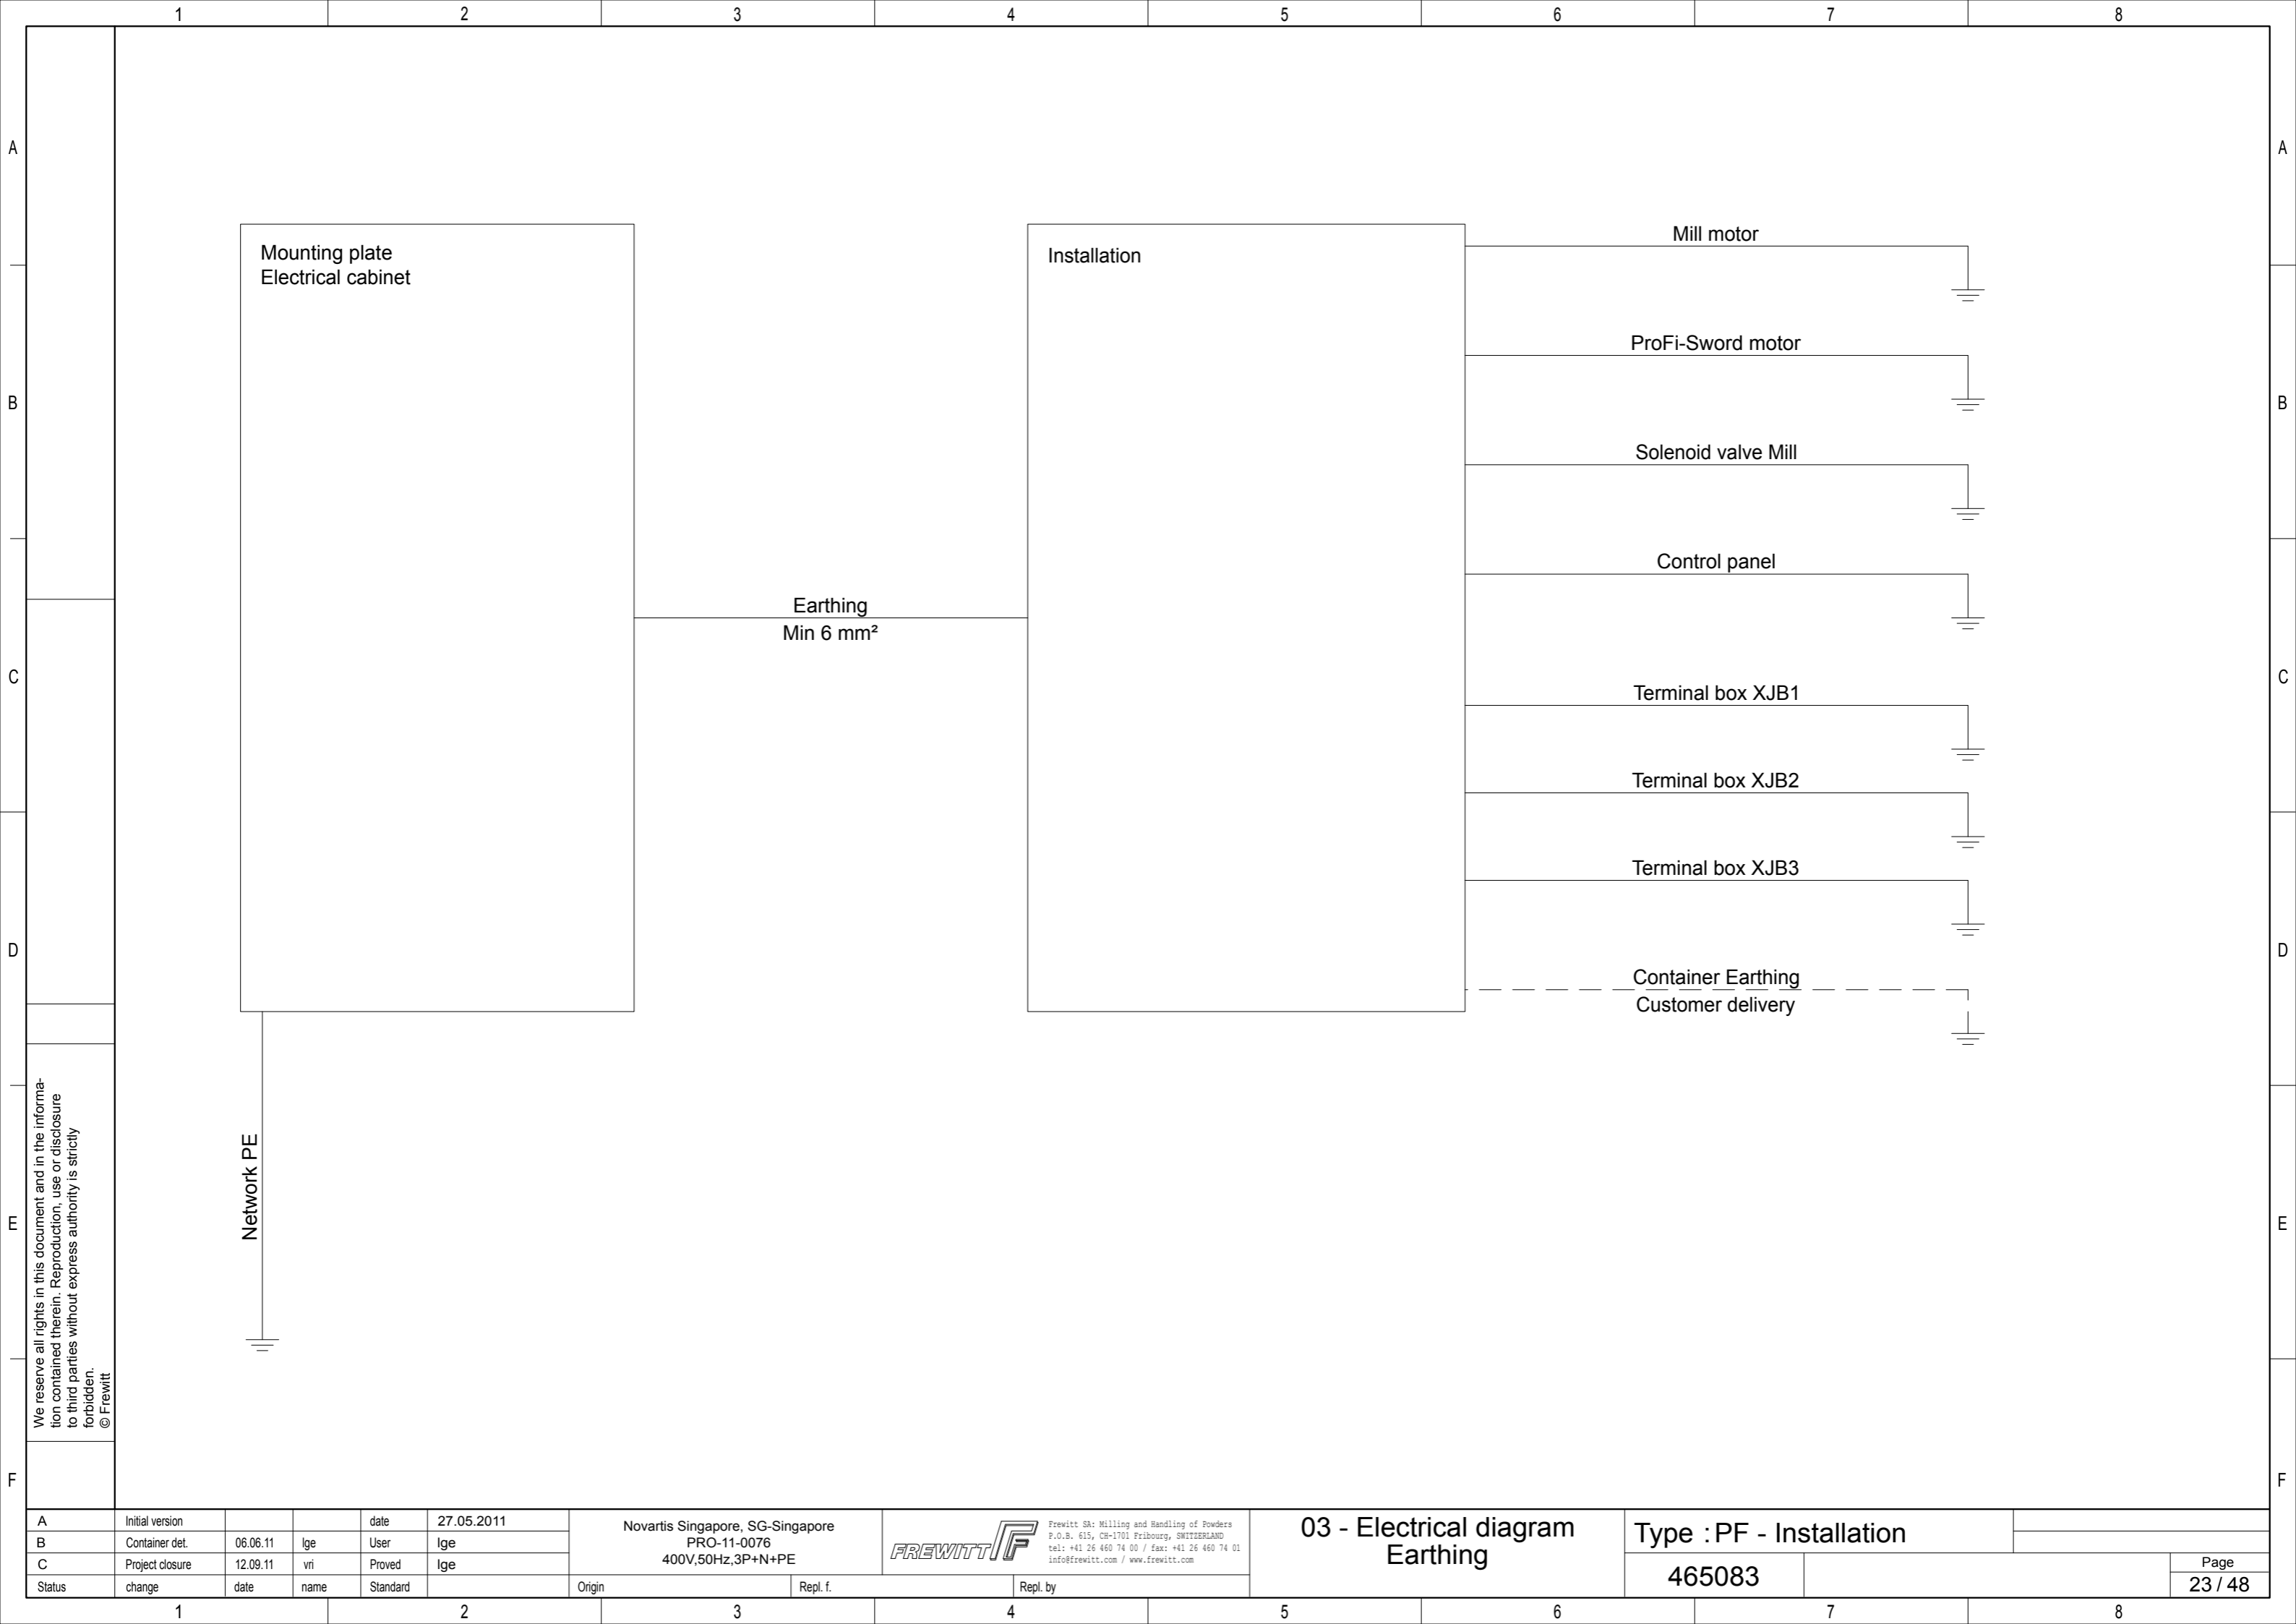 1 2 3 4 5 6 7 8
A A
B B
C C
D D
E E
F F
Mounting plate
Electrical cabinet
Earthing
Min 6 mm²
Network PE
Installation
Mill motor
ProFi-Sword motor
Solenoid valve Mill
Control panel
Terminal box XJB1
Terminal box XJB2
Terminal box XJB3
Container Earthing
Customer delivery
We reserve all rights in this document and in the informa-
tion contained therein. Reproduction, use or disclosure
to third parties without express authority is strictly
forbidden.
© Frewitt
A Initial version date 27.05.2011
B Container det. 06.06.11 lge User lge
C Project closure 12.09.11 vri Proved lge
Status change date name Standard
Novartis Singapore, SG-Singapore
PRO-11-0076
400V,50Hz,3P+N+PE
Origin Repl. f. Repl. by
FREWITT
Frewitt SA: Milling and Handling of Powders
P.O.B. 615, CH-1701 Fribourg, SWITZERLAND
tel: +41 26 460 74 00 / fax: +41 26 460 74 01
info@frewitt.com / www.frewitt.com
03 - Electrical diagram
Earthing
Type : PF - Installation
465083
Page
23 / 48
1 2 3 4 5 6 7 8